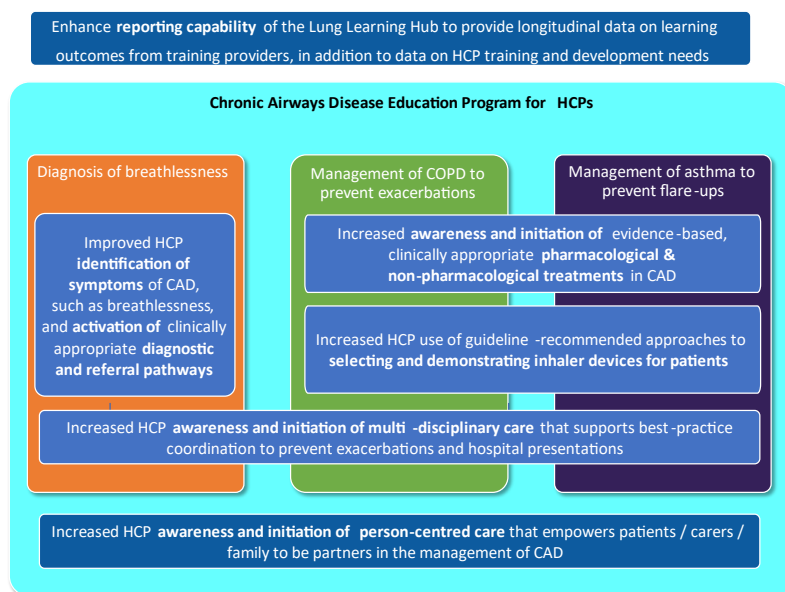 Enhance reporting capability of the Lung Learning Hub to provide longitudinal data on learning
outcomes from training providers, in addition to data on HCP training and development needs
Chronic Airways Disease Education Program for HCPs
Diagnosis of breathlessness
Management of COPD to
prevent exacerbations
Management of asthma to
prevent flare-ups
Improved HCP
identification of
symptoms of CAD,
such as breathlessness,
and activation of clinically
appropriate diagnostic
and referral pathways
Increased awareness and initiation of evidence-based,
clinically appropriate pharmacological &
non-pharmacological treatments in CAD
Increased HCP use of guideline-recommended approaches to
selecting and demonstrating inhaler devices for patients
Increased HCP awareness and initiation of multi-disciplinary care that supports best-practice
coordination to prevent exacerbations and hospital presentations
Increased HCP awareness and initiation of person-centred care that empowers patients / carers /
family to be partners in the management of CAD